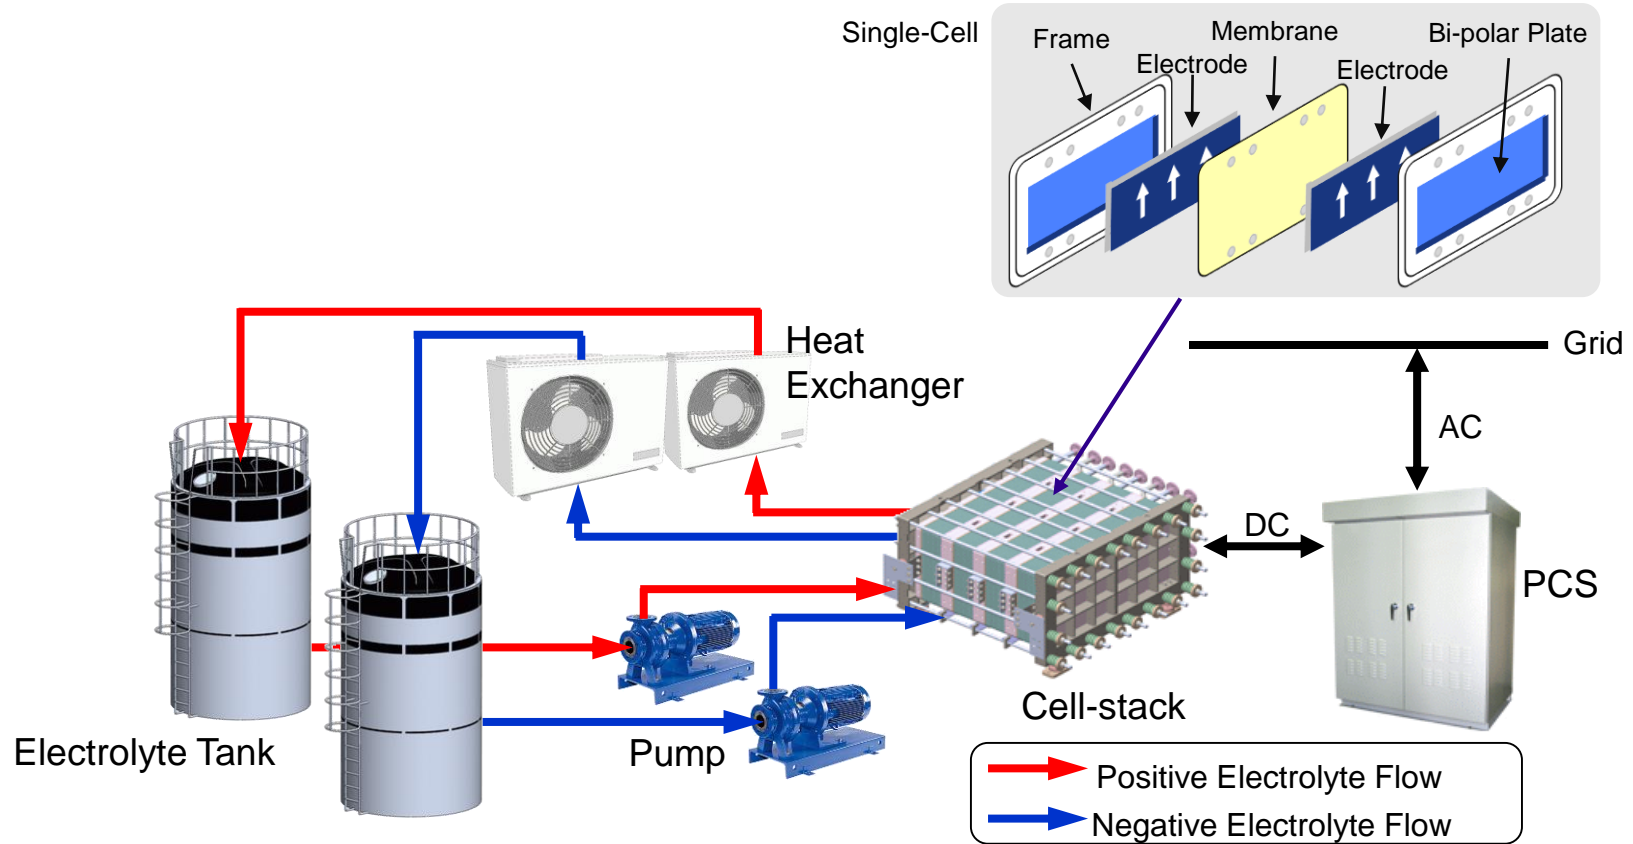 Single-Cell
Frame
Membrane
Bi-polar Plate
Electrode
Electrode
Heat
Exchanger
Grid
AC
DC
PCS
Cell-stack
Electrolyte Tank
Pump
Positive Electrolyte Flow
Negative Electrolyte Flow